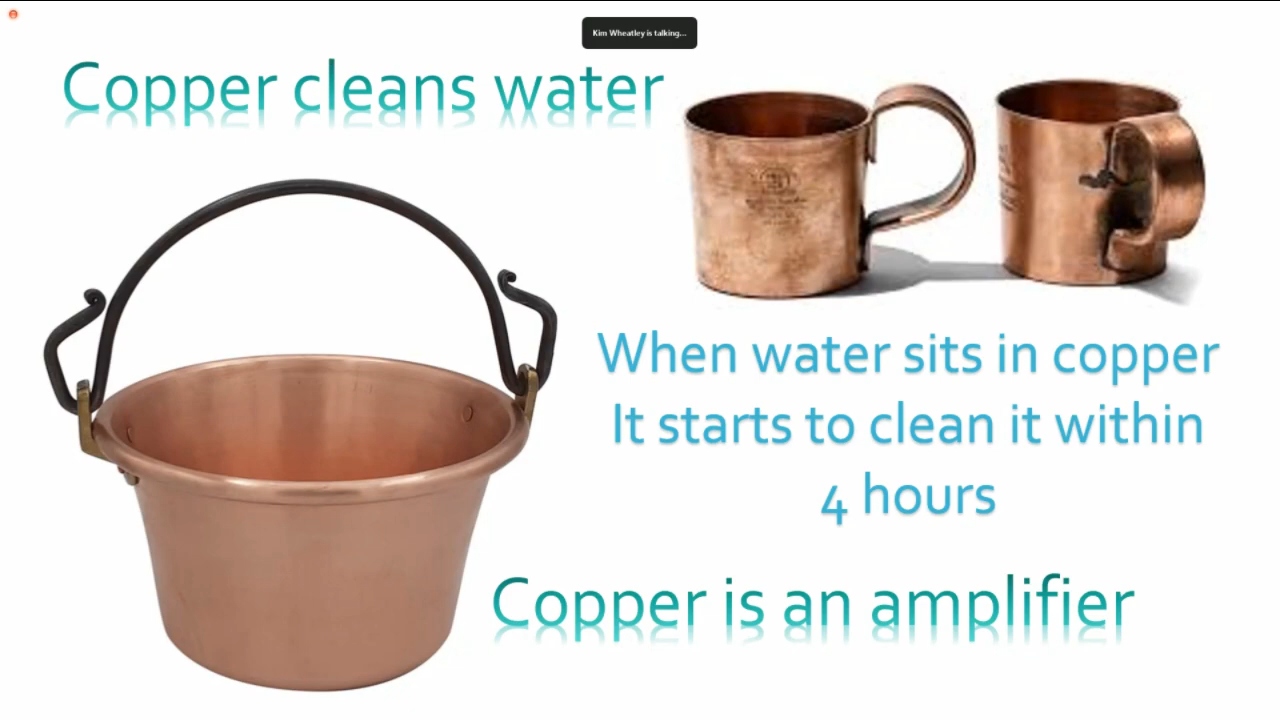 Kim Wheatley is talking...
Copper cleans water
When water sits in copper
It starts to clean it within
4 hours
Copper is an amplifier